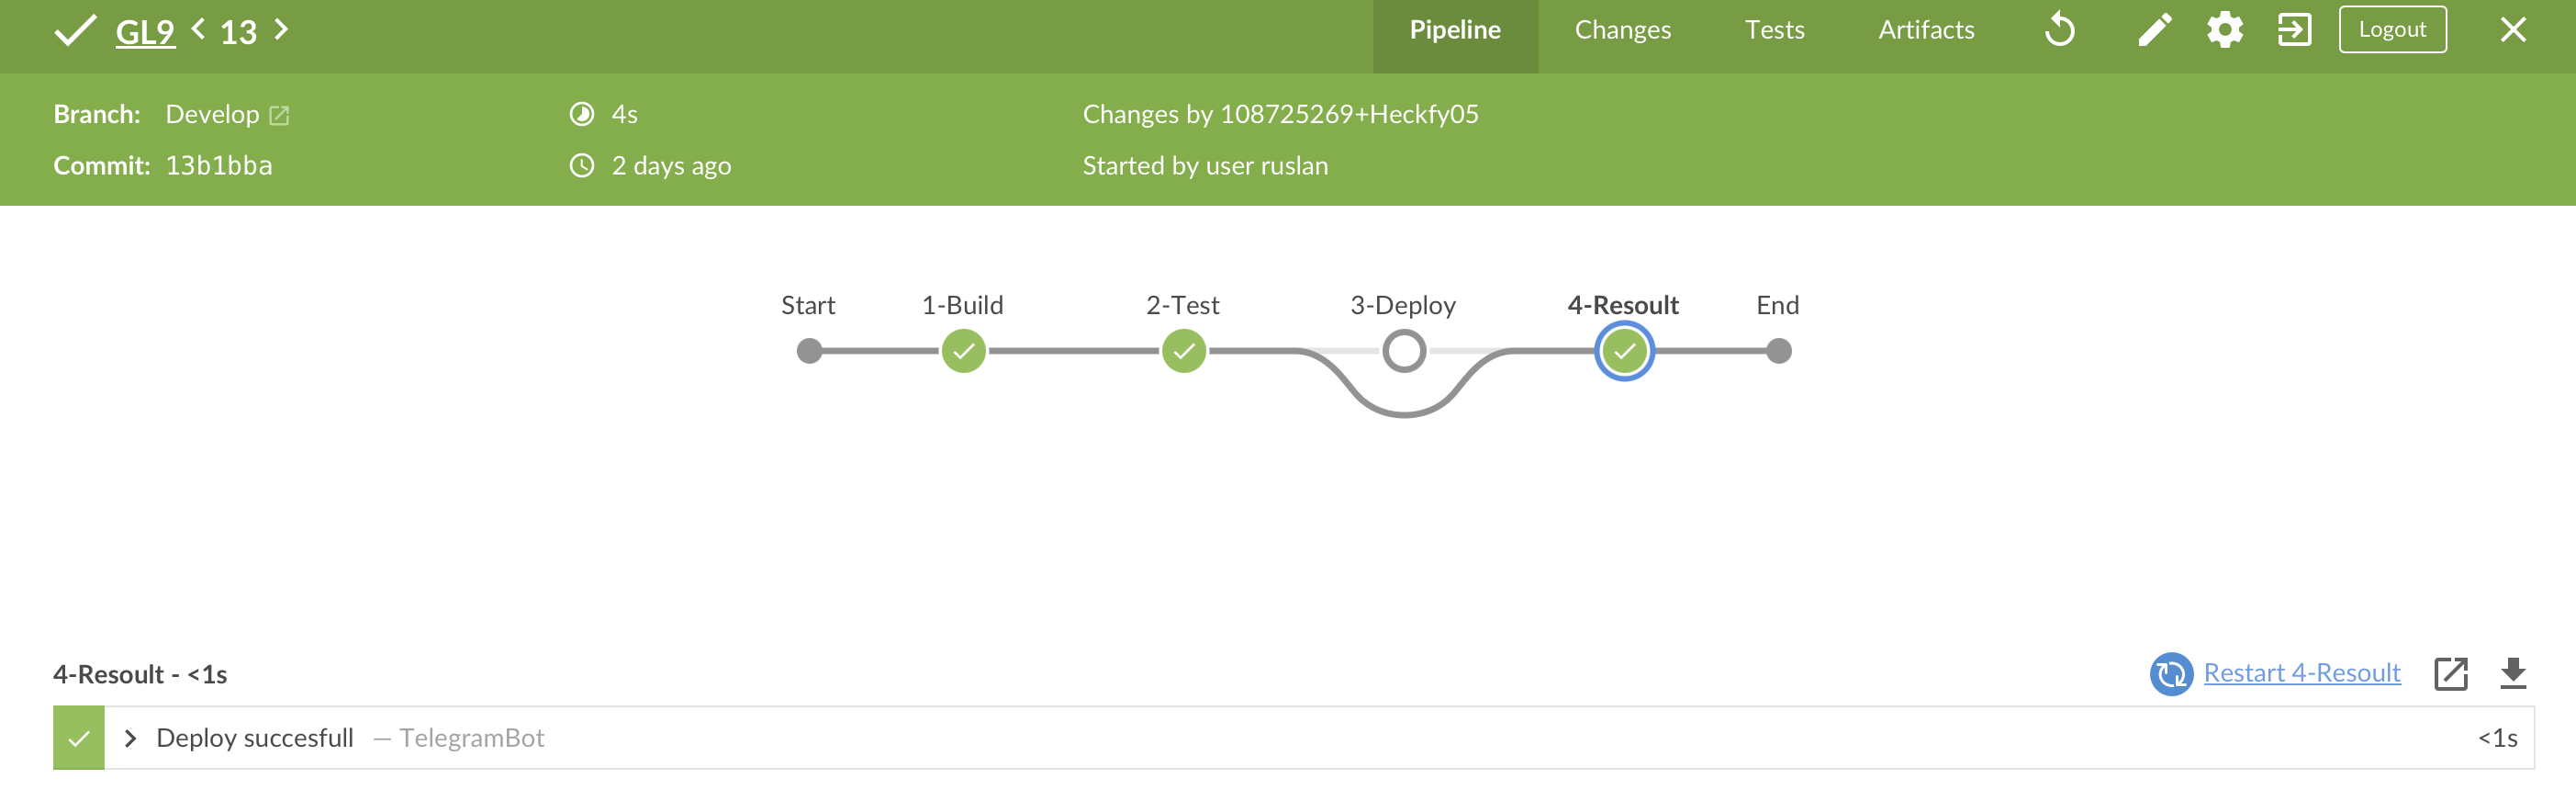 GL9 < 13 >
Pipeline Changes Tests Artifacts Logout
Branch: Develop 4s Changes by 108725269+Heckfy05
Commit: 13b1bba 2 days ago Started by user ruslan
Start 1-Build 2-Test 3-Deploy 4-Resoult End
4-Resoult - <1s Restart 4-Resoult
Deploy succesfull — TelegramBot <1s